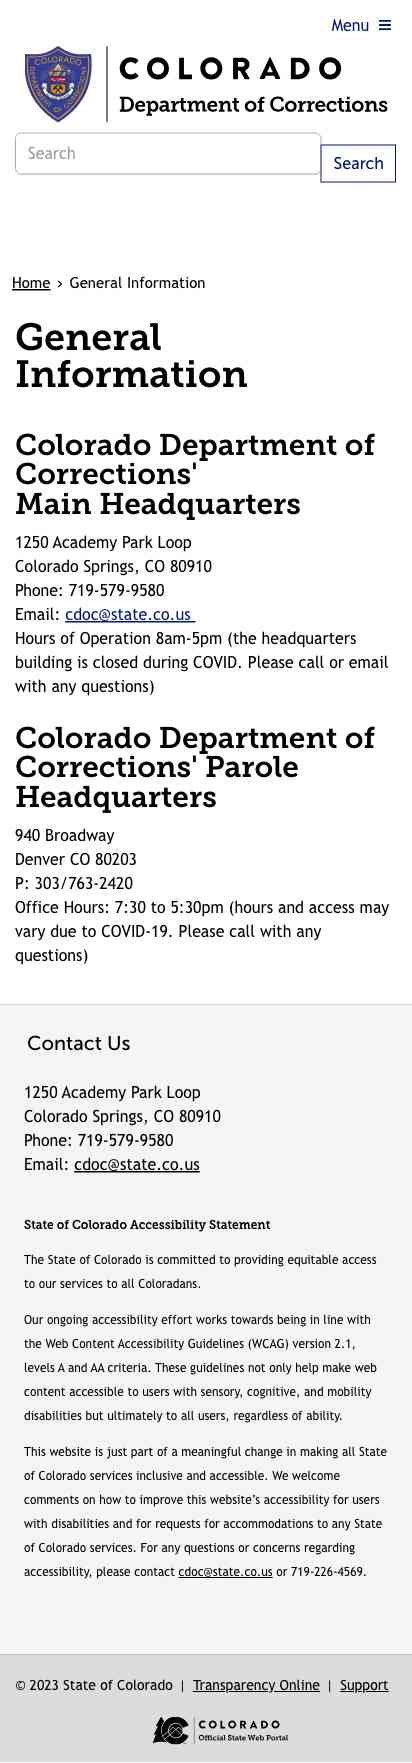 Menu
COLORADO
Department of Corrections
COLORADO
Search
Search
Home › General Information
General
Information
Colorado Department of
Corrections'
Main Headquarters
1250 Academy Park Loop
Colorado Springs, CO 80910
Phone: 719-579-9580
Email: cdoc@state.co.us
Hours of Operation 8am-5pm (the headquarters
building is closed during COVID. Please call or email
with any questions)
Colorado Department of
Corrections' Parole
Headquarters
940 Broadway
Denver CO 80203
P: 303/763-2420
Office Hours: 7:30 to 5:30pm (hours and access may
vary due to COVID-19. Please call with any
questions)
Contact Us
1250 Academy Park Loop
Colorado Springs, CO 80910
Phone: 719-579-9580
Email: cdoc@state.co.us
State of Colorado Accessibility Statement
The State of Colorado is committed to providing equitable access
to our services to all Coloradans.
Our ongoing accessibility effort works towards being in line with
the Web Content Accessibility Guidelines (WCAG) version 2.1,
levels A and AA criteria. These guidelines not only help make web
content accessible to users with sensory, cognitive, and mobility
disabilities but ultimately to all users, regardless of ability.
This website is just part of a meaningful change in making all State
of Colorado services inclusive and accessible. We welcome
comments on how to improve this website’s accessibility for users
with disabilities and for requests for accommodations to any State
of Colorado services. For any questions or concerns regarding
accessibility, please contact cdoc@state.co.us or 719-226-4569.
© 2023 State of Colorado | Transparency Online | Support
COLORADO
Official State Web Portal